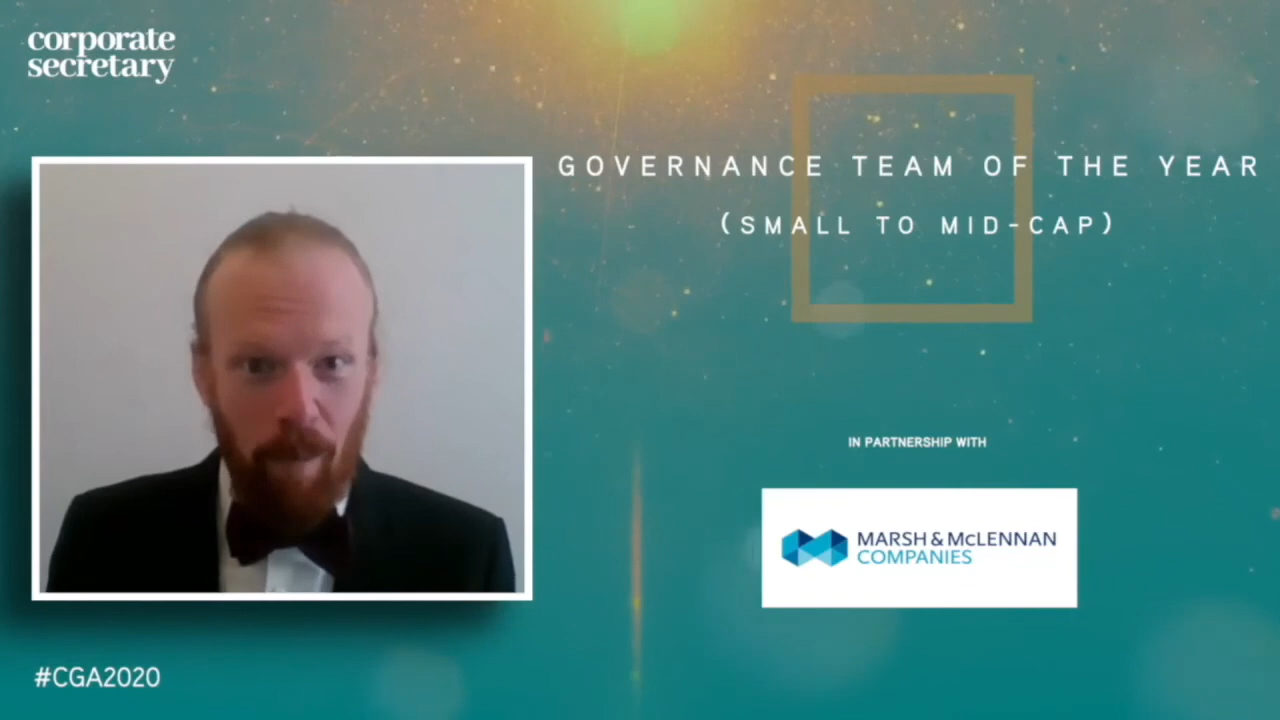 corporate
secretary
GOVERNANCE TEAM OF THE YEAR
(SMALL TO MID-CAP)
IN PARTNERSHIP WITH
MARSH & McLENNAN
COMPANIES
#CGA2020